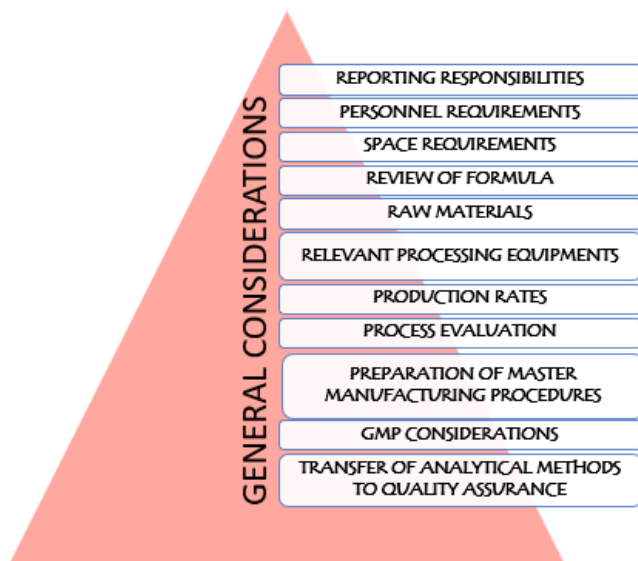 GENERAL CONSIDERATIONS
REPORTING RESPONSIBILITIES
PERSONNEL REQUIREMENTS
SPACE REQUIREMENTS
REVIEW OF FORMULA
RAW MATERIALS
RELEVANT PROCESSING EQUIPMENTS
PRODUCTION RATES
PROCESS EVALUATION
PREPARATION OF MASTER
MANUFACTURING PROCEDURES
GMP CONSIDERATIONS
TRANSFER OF ANALYTICAL METHODS
TO QUALITY ASSURANCE